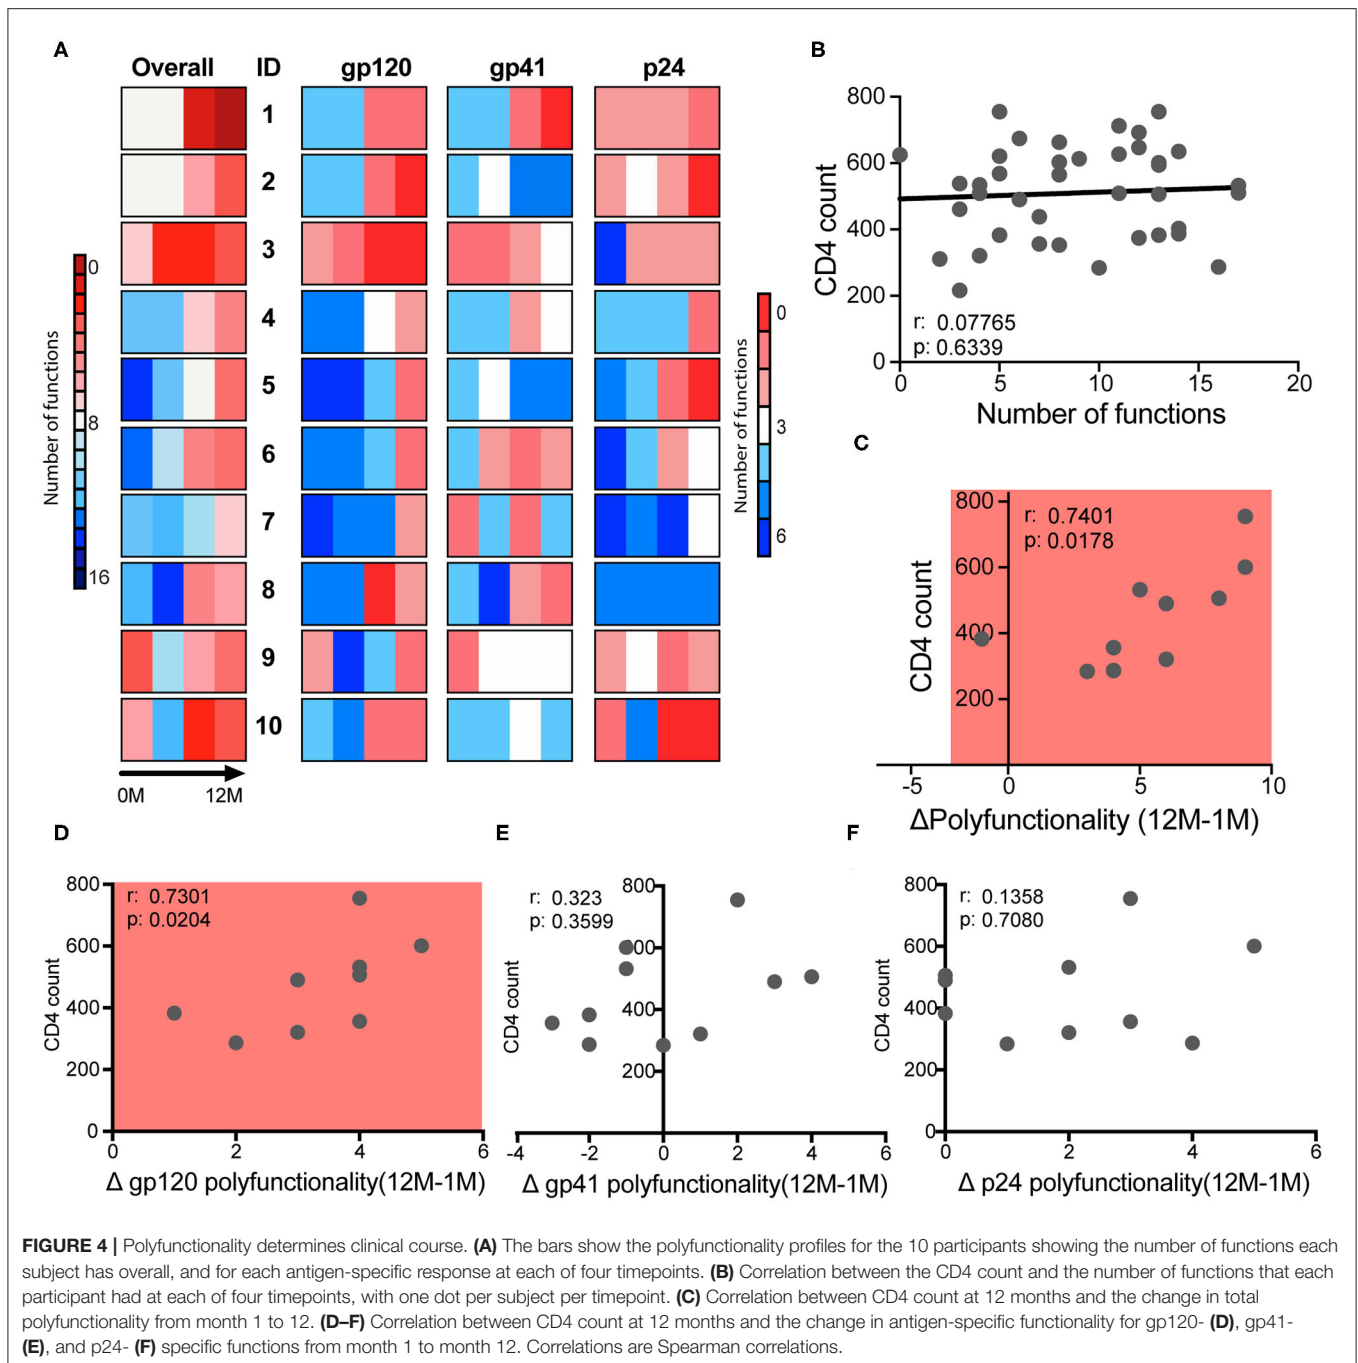 A
Overall ID gp120 gp41 p24
1
2
3
4
5
6
7
8
9
10
Number of functions
0
8
16
Number of functions
0
3
6
0M 12M
B
CD4 count
800
600
400
200
0
r: 0.07765
p: 0.6339
0 5 10 15 20
Number of functions
C
CD4 count
800
600
400
200
r: 0.7401
p: 0.0178
-5 0 5 10
ΔPolyfunctionality (12M-1M)
D
CD4 count
800
600
400
200
0
r: 0.7301
p: 0.0204
0 2 4 6
Δ gp120 polyfunctionality(12M-1M)
E
CD4 count
800
600
400
200
r: 0.323
p: 0.3599
-4 -2 0 2 4 6
Δ gp41 polyfunctionality(12M-1M)
F
CD4 count
800
600
400
200
0
r: 0.1358
p: 0.7080
0 2 4 6
Δ p24 polyfunctionality(12M-1M)
FIGURE 4 | Polyfunctionality determines clinical course. (A) The bars show the polyfunctionality profiles for the 10 participants showing the number of functions each
subject has overall, and for each antigen-specific response at each of four timepoints. (B) Correlation between the CD4 count and the number of functions that each
participant had at each of four timepoints, with one dot per subject per timepoint. (C) Correlation between CD4 count at 12 months and the change in total
polyfunctionality from month 1 to 12. (D–F) Correlation between CD4 count at 12 months and the change in antigen-specific functionality for gp120- (D), gp41-
(E), and p24- (F) specific functions from month 1 to month 12. Correlations are Spearman correlations.